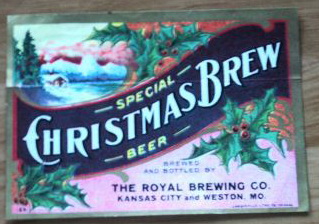 SPECIAL
CHRISTMAS BREW
BEER
BREWED
AND BOTTLED BY
THE ROYAL BREWING CO.
KANSAS CITY AND WESTON, MO.